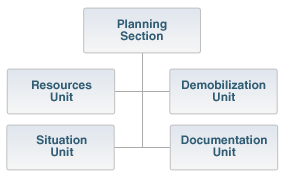 Planning
Section
Resources
Unit
Demobilization
Unit
Situation
Unit
Documentation
Unit